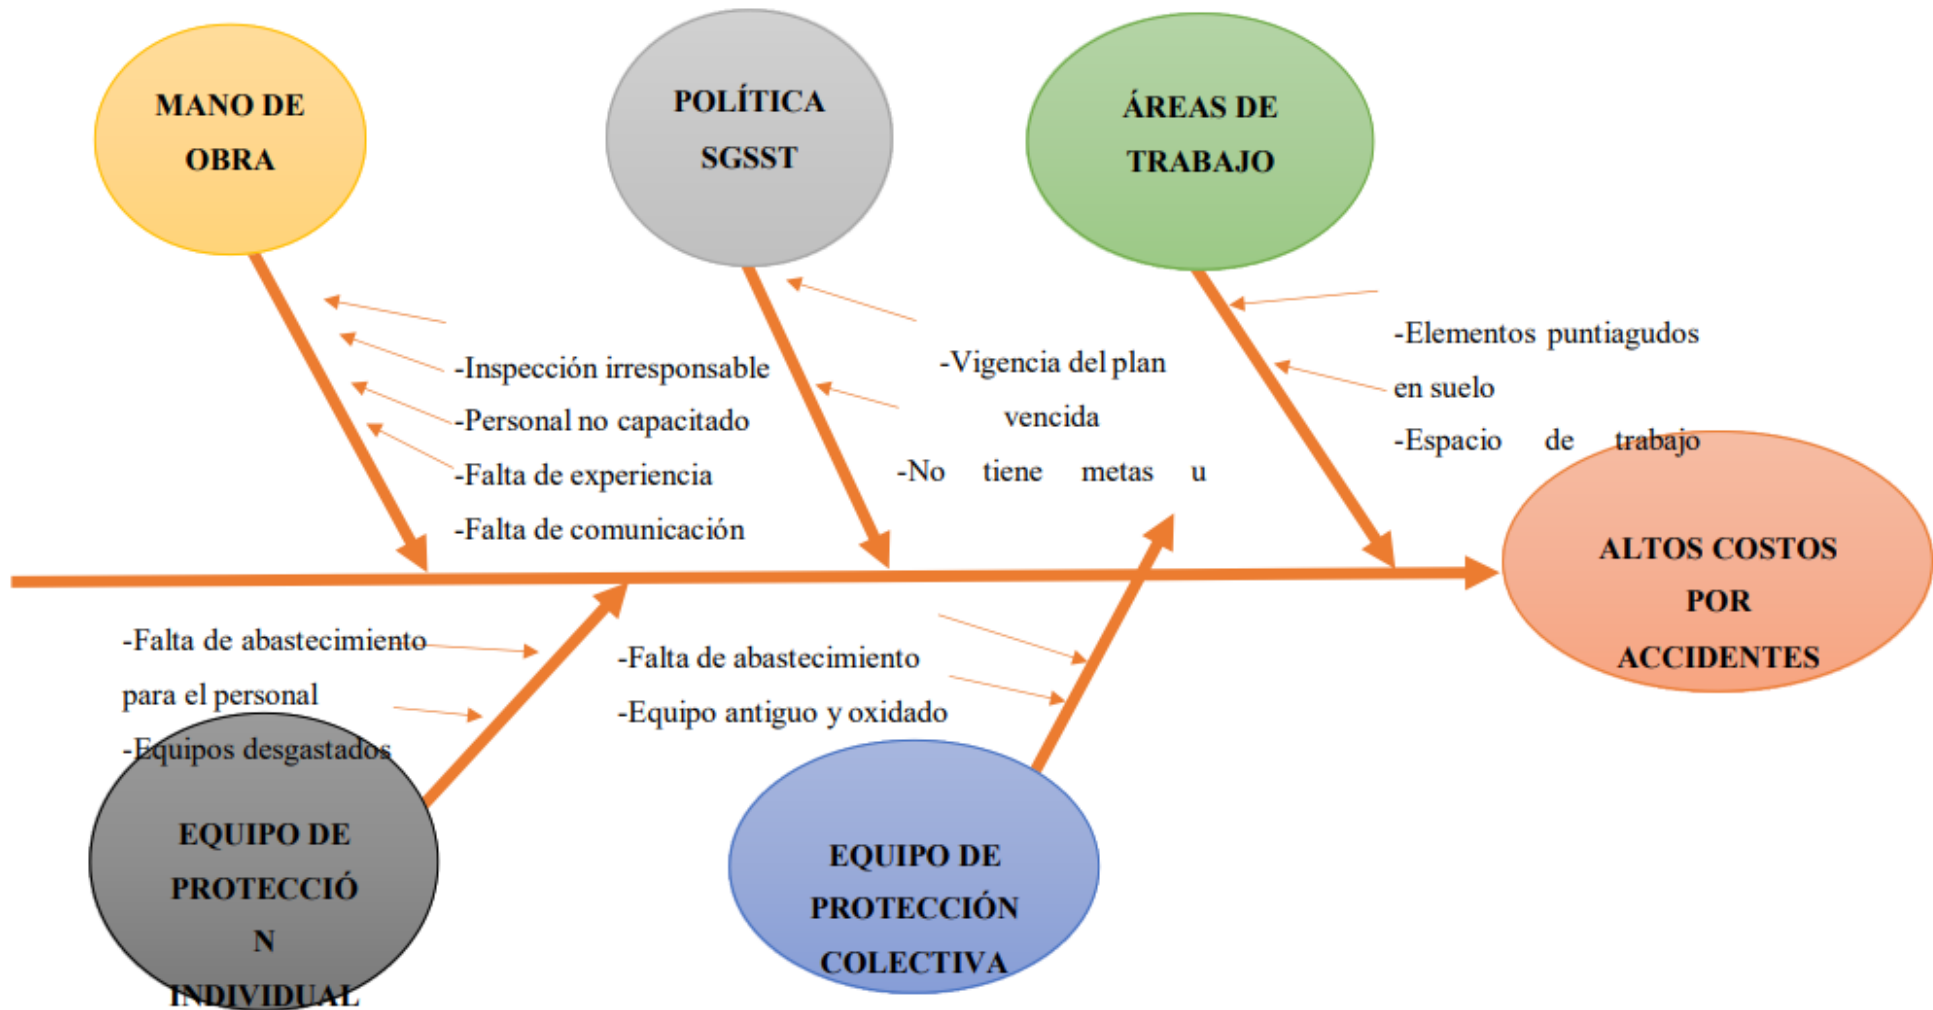 MANO DE
OBRA
POLÍTICA
SGSST
ÁREAS DE
TRABAJO
-Inspección irresponsable
-Personal no capacitado
-Falta de experiencia
-Falta de comunicación
-Vigencia del plan
vencida
-No tiene metas u
-Elementos puntiagudos
en suelo
-Espacio de trabajo
ALTOS COSTOS
POR
ACCIDENTES
-Falta de abastecimiento
para el personal
-Equipos desgastados
-Falta de abastecimiento
-Equipo antiguo y oxidado
EQUIPO DE
PROTECCIÓ
N
INDIVIDUAL
EQUIPO DE
PROTECCIÓN
COLECTIVA